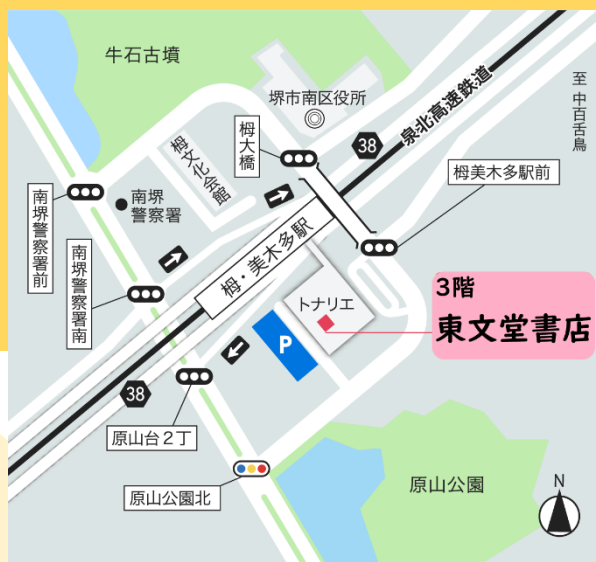 牛石古墳
堺市南区役所
至 中百舌鳥
泉北高速鉄道
栂文化会館
栂大橋
38
栂美木多駅前
南堺警察署前
南堺
警察署
南堺警察署南
栂・美木多駅
3階
東文堂書店
トナリエ
P
38
原山台2丁
原山公園北
原山公園
N